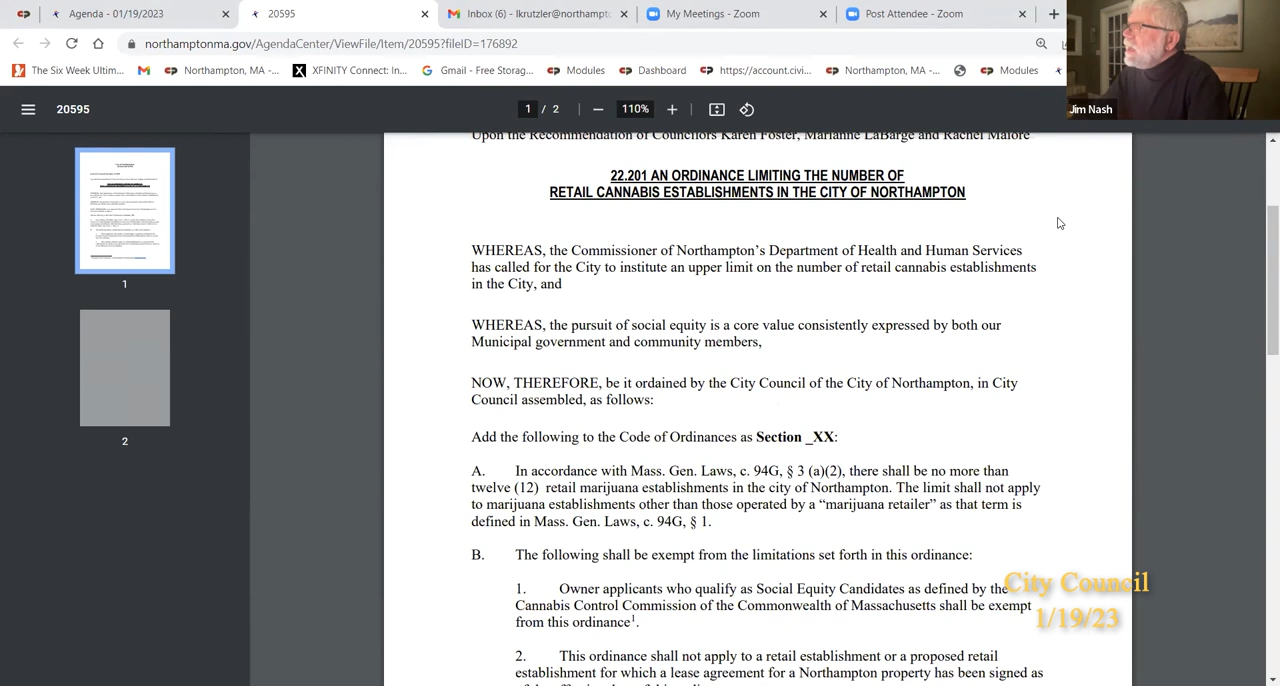 Agenda - 01/19/2023
20595
Inbox (6) - lkrutzler@northampt
My Meetings - Zoom
Post Attendee - Zoom
northamptonma.gov/AgendaCenter/ViewFile/Item/20595?fileID=176892
The Six Week Ultim...
Northampton, MA -...
XFINITY Connect: In...
Gmail - Free Storag...
Modules
Dashboard
https://account.civi...
Northampton, MA -...
Modules
Jim Nash
20595
1 / 2
110%
1
2
Upon the Recommendation of Councilors Karen Foster, Marianne LaBarge and Rachel Maiore
22.201 AN ORDINANCE LIMITING THE NUMBER OF
RETAIL CANNABIS ESTABLISHMENTS IN THE CITY OF NORTHAMPTON
WHEREAS, the Commissioner of Northampton's Department of Health and Human Services
has called for the City to institute an upper limit on the number of retail cannabis establishments
in the City, and
WHEREAS, the pursuit of social equity is a core value consistently expressed by both our
Municipal government and community members,
NOW, THEREFORE, be it ordained by the City Council of the City of Northampton, in City
Council assembled, as follows:
Add the following to the Code of Ordinances as Section _XX:
A. In accordance with Mass. Gen. Laws, c. 94G, § 3 (a)(2), there shall be no more than
twelve (12) retail marijuana establishments in the city of Northampton. The limit shall not apply
to marijuana establishments other than those operated by a “marijuana retailer” as that term is
defined in Mass. Gen. Laws, c. 94G, § 1.
B. The following shall be exempt from the limitations set forth in this ordinance:
1. Owner applicants who qualify as Social Equity Candidates as defined by the
Cannabis Control Commission of the Commonwealth of Massachusetts shall be exempt
from this ordinance1.
2. This ordinance shall not apply to a retail establishment or a proposed retail
establishment for which a lease agreement for a Northampton property has been signed as
City Council
1/19/23